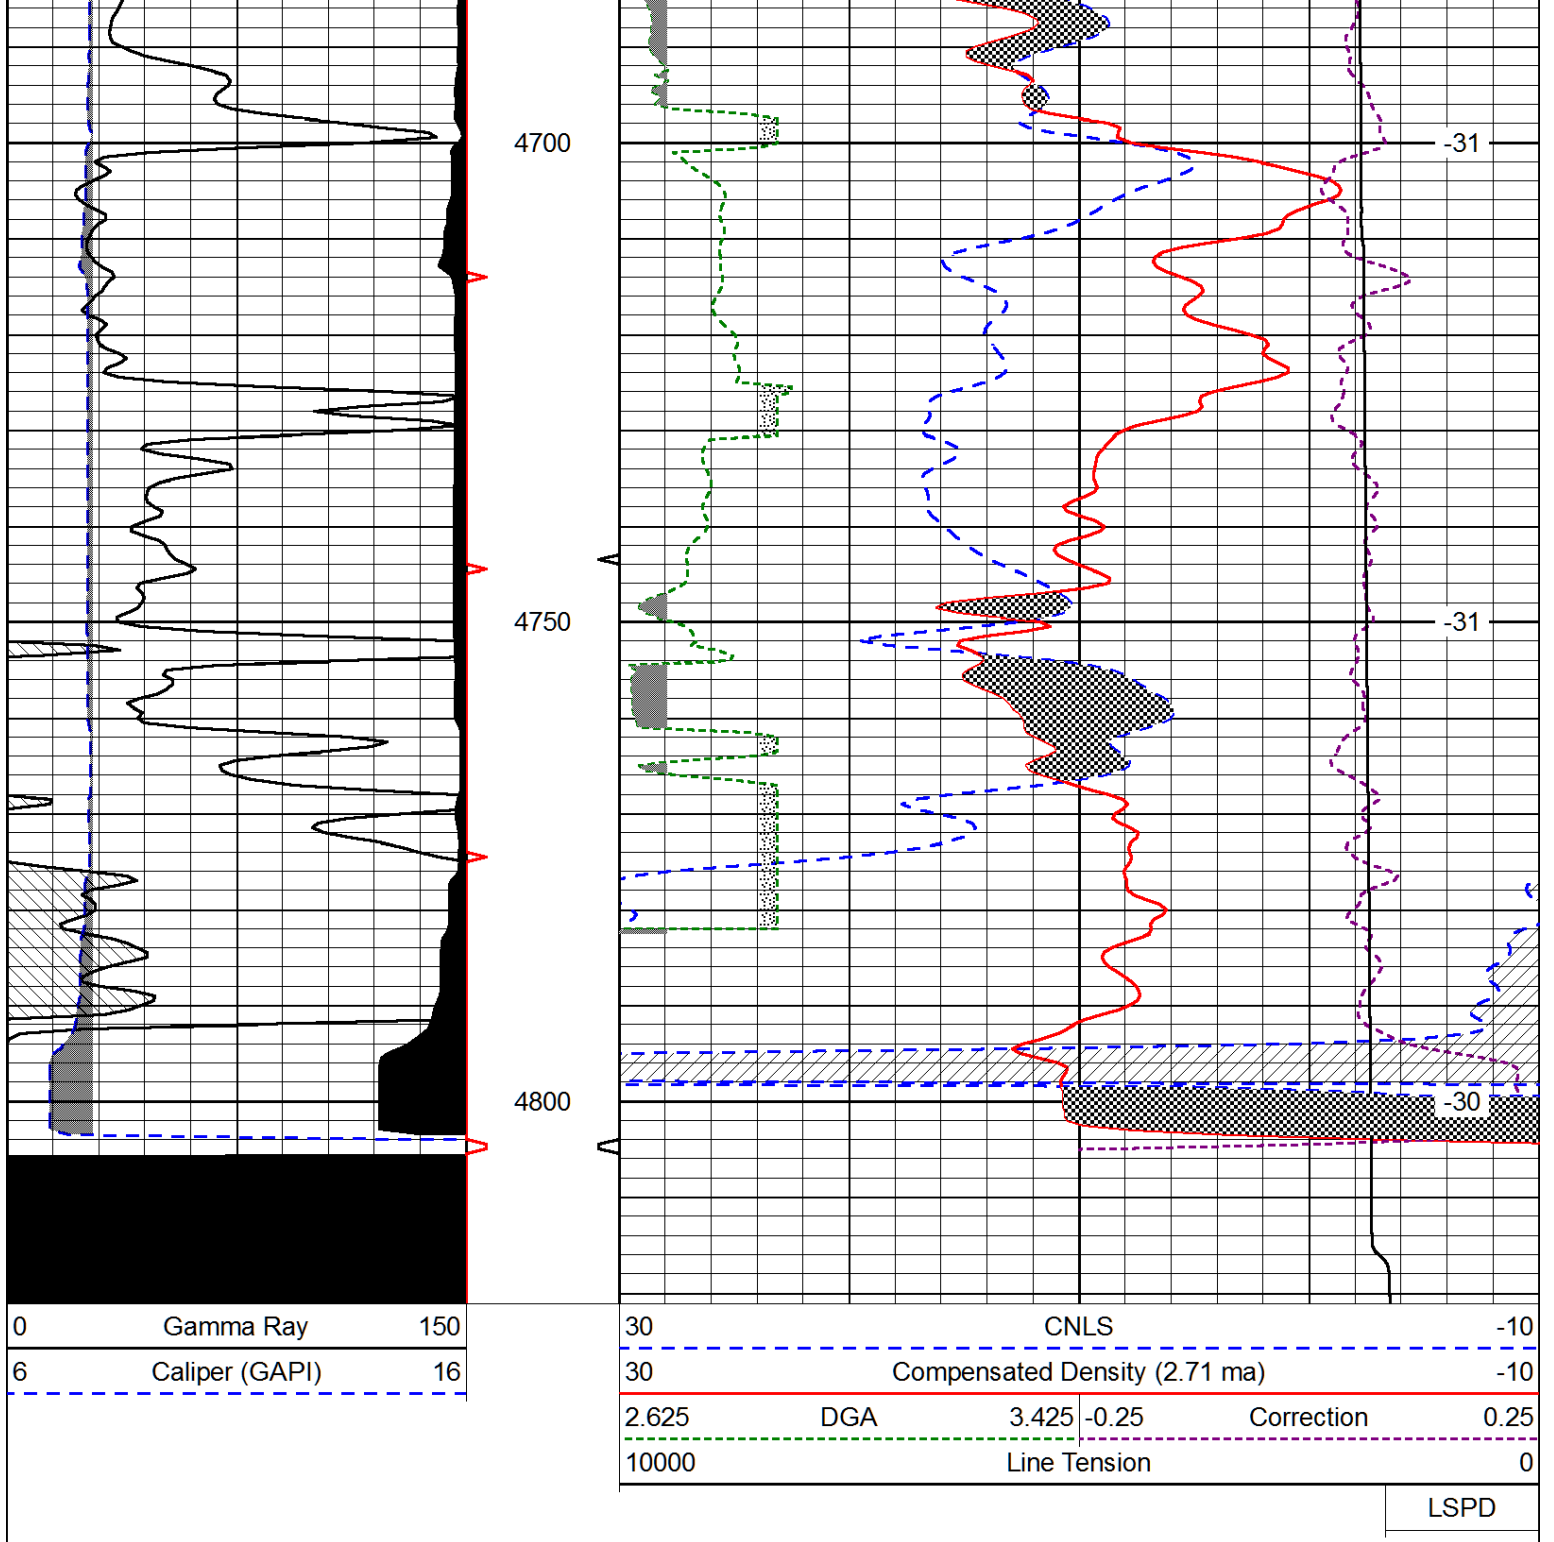 4700 -31
4750 -31
4800 -30
0 Gamma Ray 150
6 Caliper (GAPI) 16
30 CNLS -10
30 Compensated Density (2.71 ma) -10
2.625 DGA 3.425 -0.25 Correction 0.25
10000 Line Tension 0
LSPD